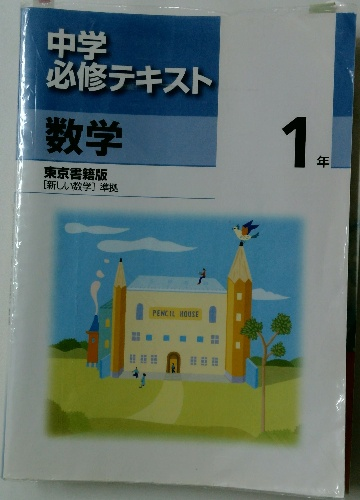 中学
必修テキスト
数学
1年
東京書籍版
［新しい数学］準拠
PENCIL HOUSE